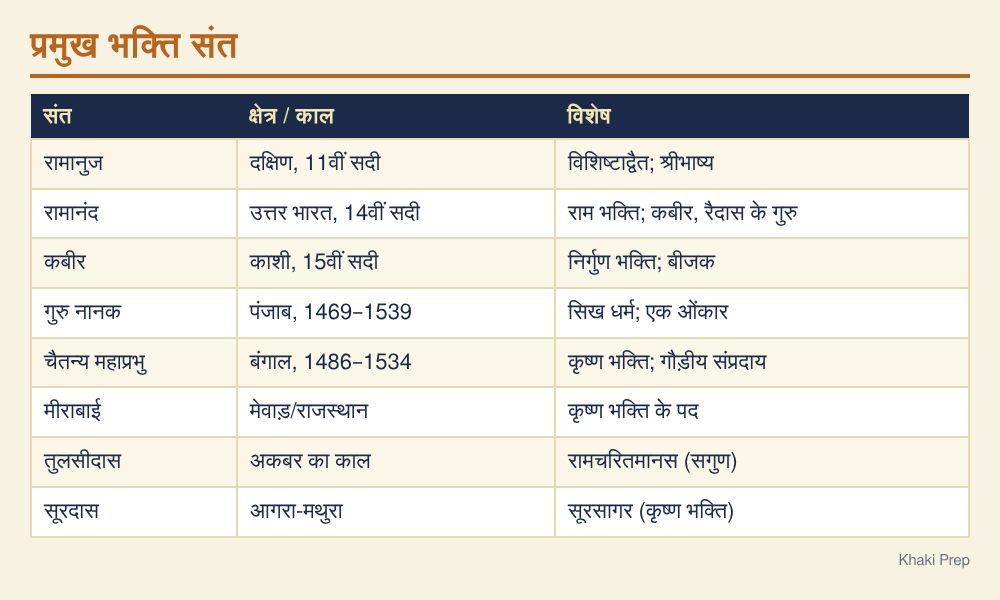 प्रमुख भक्ति संत
संत क्षेत्र / काल विशेष
रामानुज दक्षिण, 11वीं सदी विशिष्टाद्वैत; श्रीभाष्य
रामानंद उत्तर भारत, 14वीं सदी राम भक्ति; कबीर, रैदास के गुरु
कबीर काशी, 15वीं सदी निर्गुण भक्ति; बीजक
गुरु नानक पंजाब, 1469–1539 सिख धर्म; एक ओंकार
चैतन्य महाप्रभु बंगाल, 1486–1534 कृष्ण भक्ति; गौड़ीय संप्रदाय
मीराबाई मेवाड़/राजस्थान कृष्ण भक्ति के पद
तुलसीदास अकबर का काल रामचरितमानस (सगुण)
सूरदास आगरा-मथुरा सूरसागर (कृष्ण भक्ति)
Khaki Prep